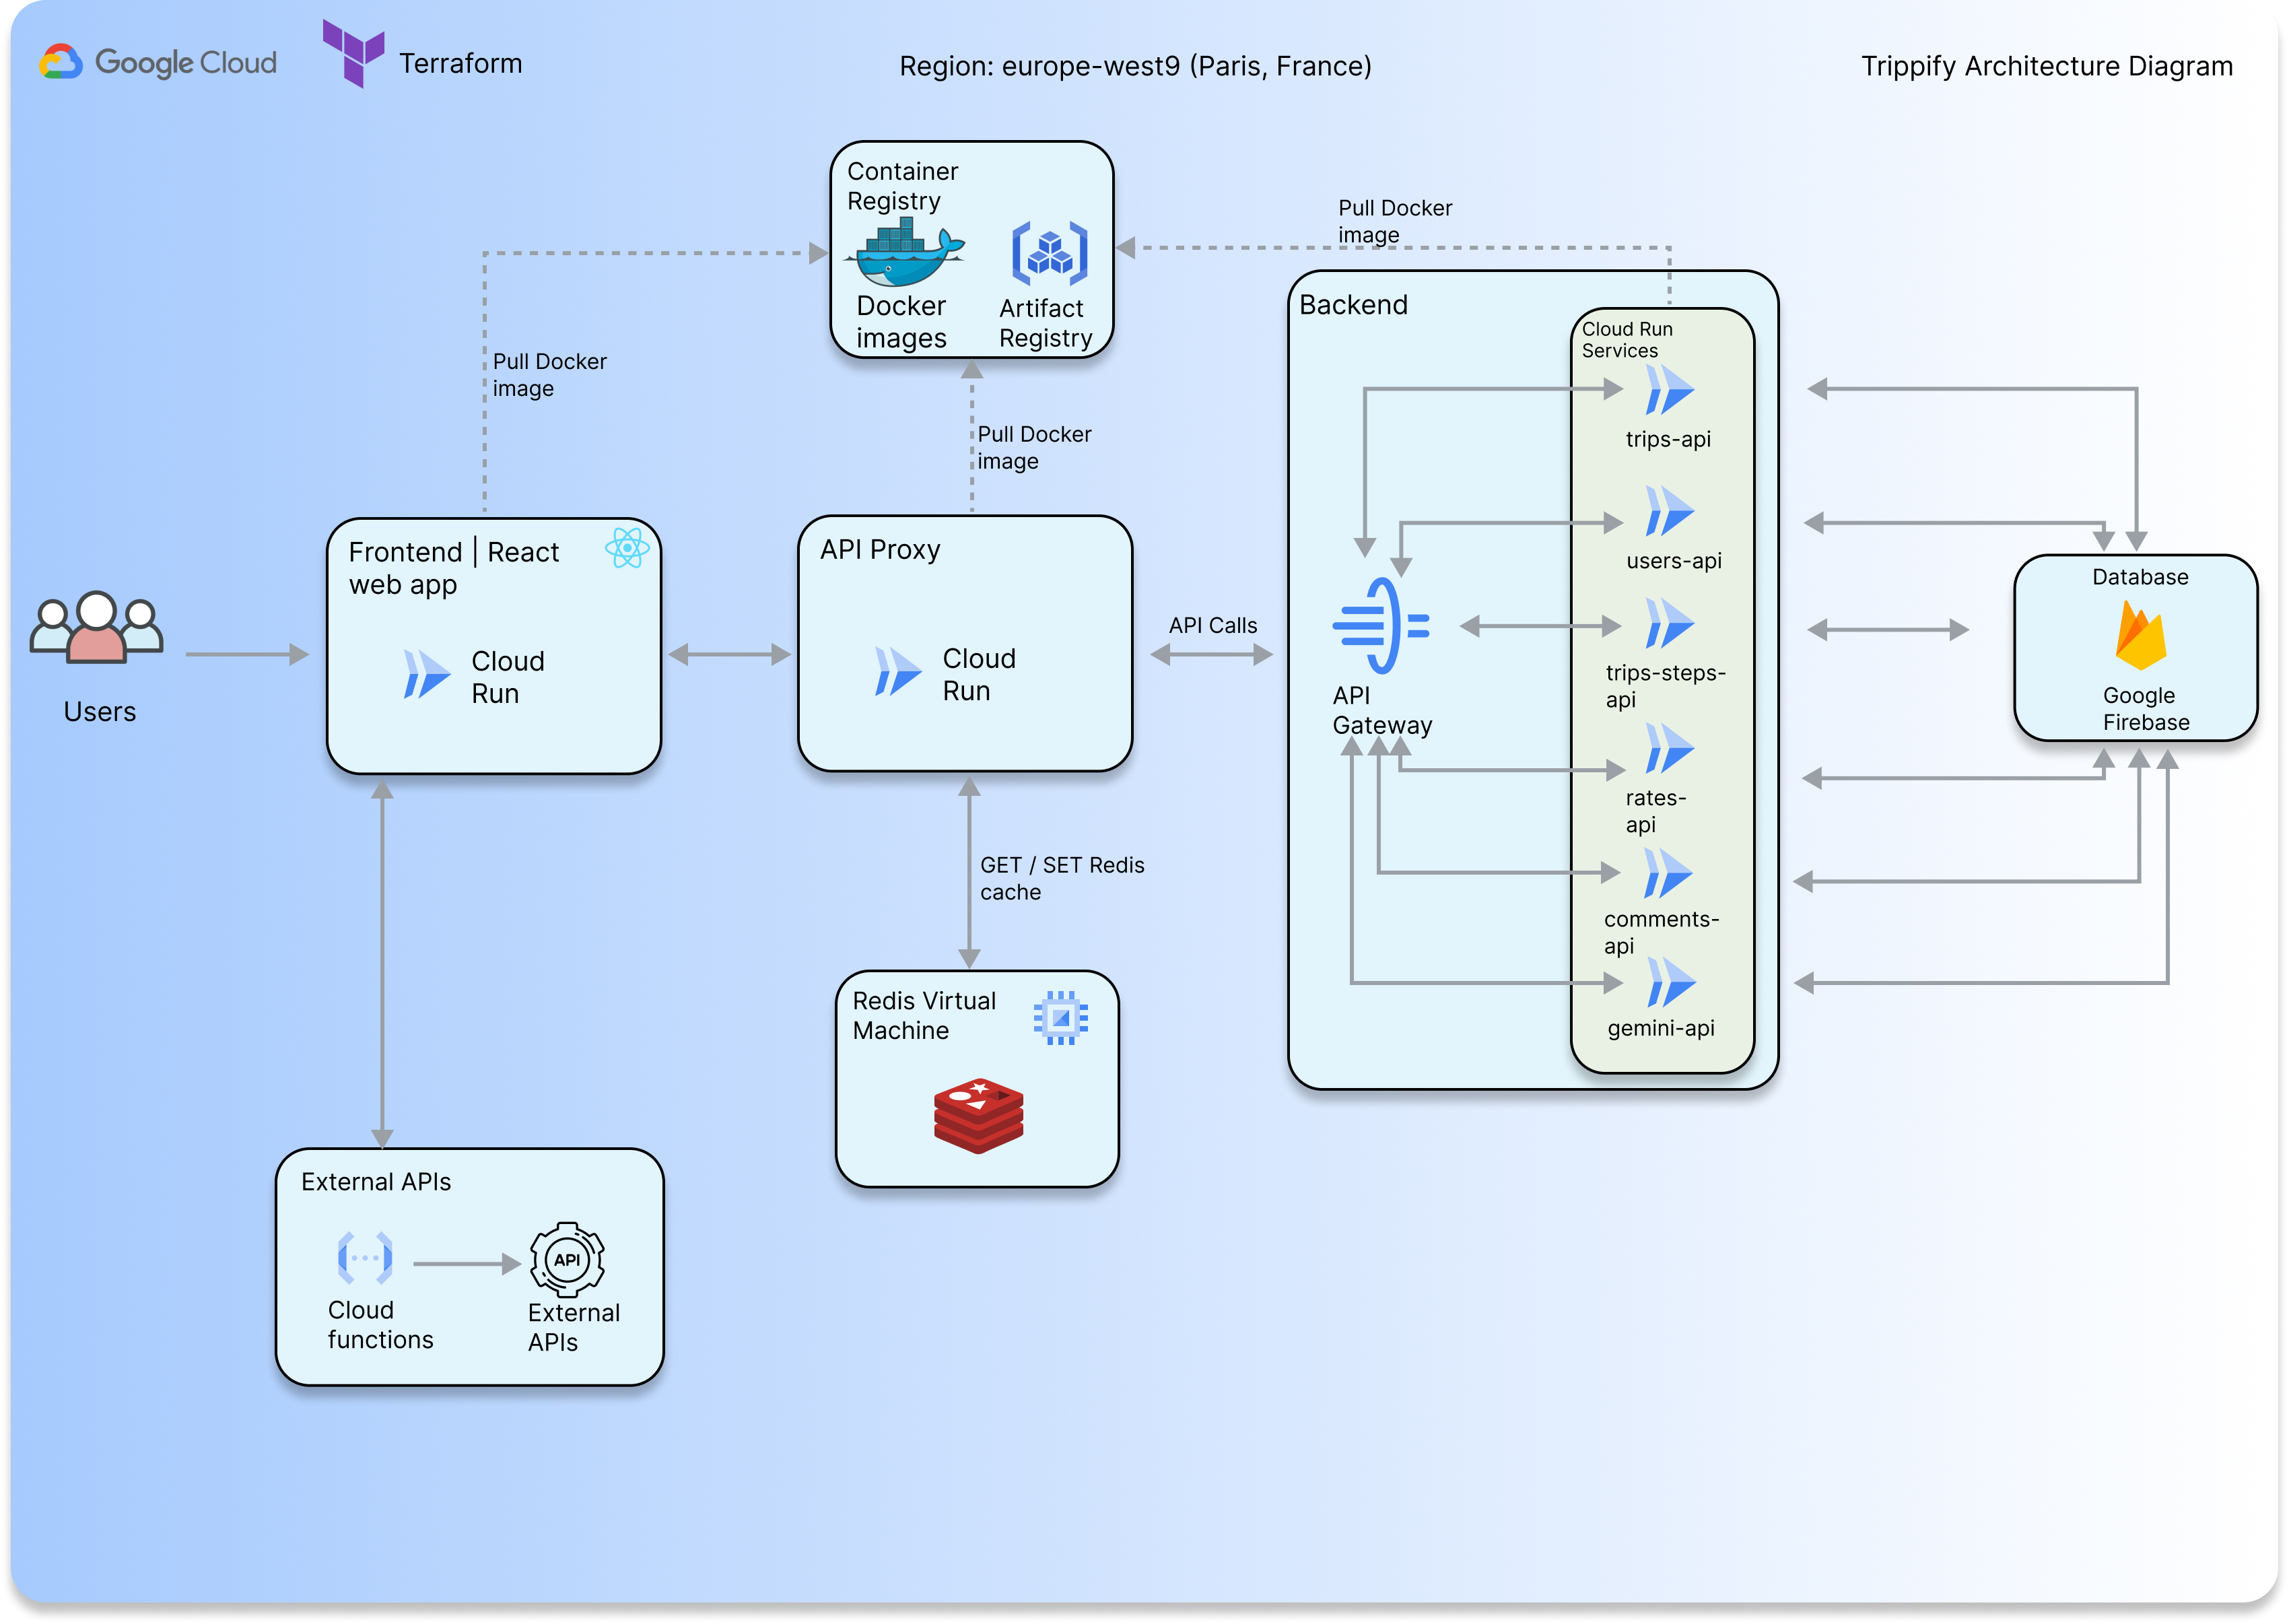 Google Cloud
Terraform
Region: europe-west9 (Paris, France)
Trippify Architecture Diagram
Container
Registry
Docker
images
Artifact
Registry
Pull Docker
image
Pull Docker
image
Pull Docker
image
Backend
Cloud Run
Services
trips-api
users-api
trips-steps-
api
rates-
api
comments-
api
gemini-api
API
Gateway
Users
Frontend | React
web app
Cloud
Run
API Proxy
Cloud
Run
API Calls
Database
Google
Firebase
GET / SET Redis
cache
Redis Virtual
Machine
External APIs
Cloud
functions
API
External
APIs